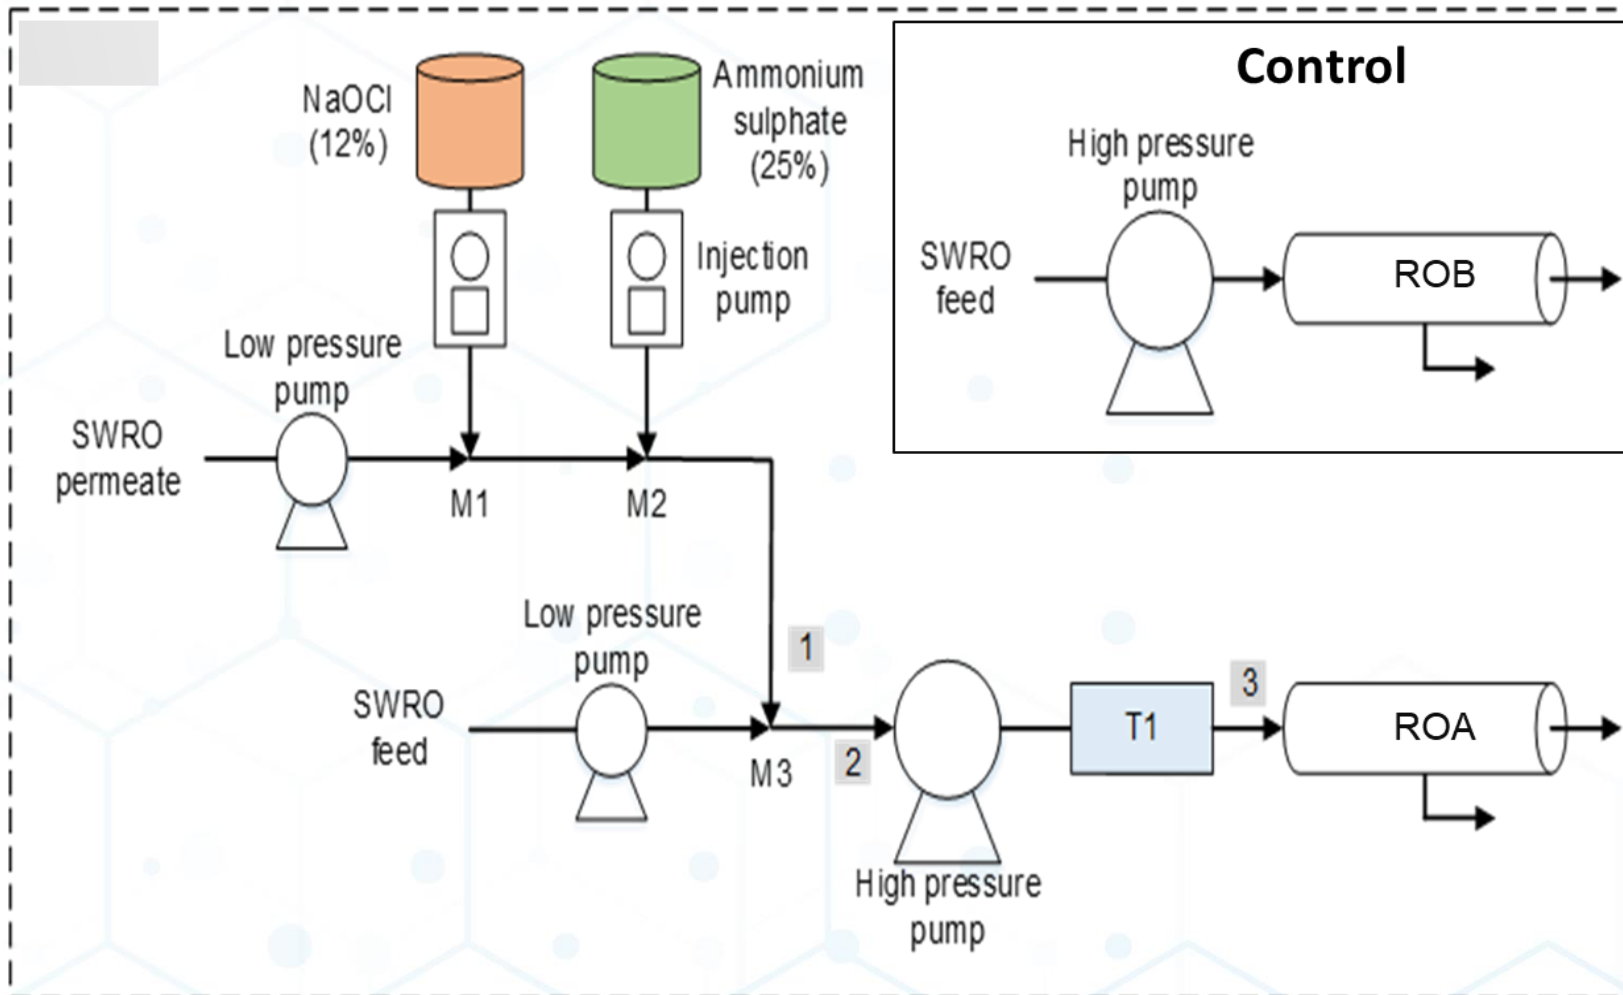 Control
NaOCl
(12%)
Ammonium
sulphate
(25%)
High pressure
pump
SWRO
feed
ROB
Injection
pump
Low pressure
pump
SWRO
permeate
M1
M2
Low pressure
pump
1
SWRO
feed
M3
2
T1
3
ROA
High pressure
pump